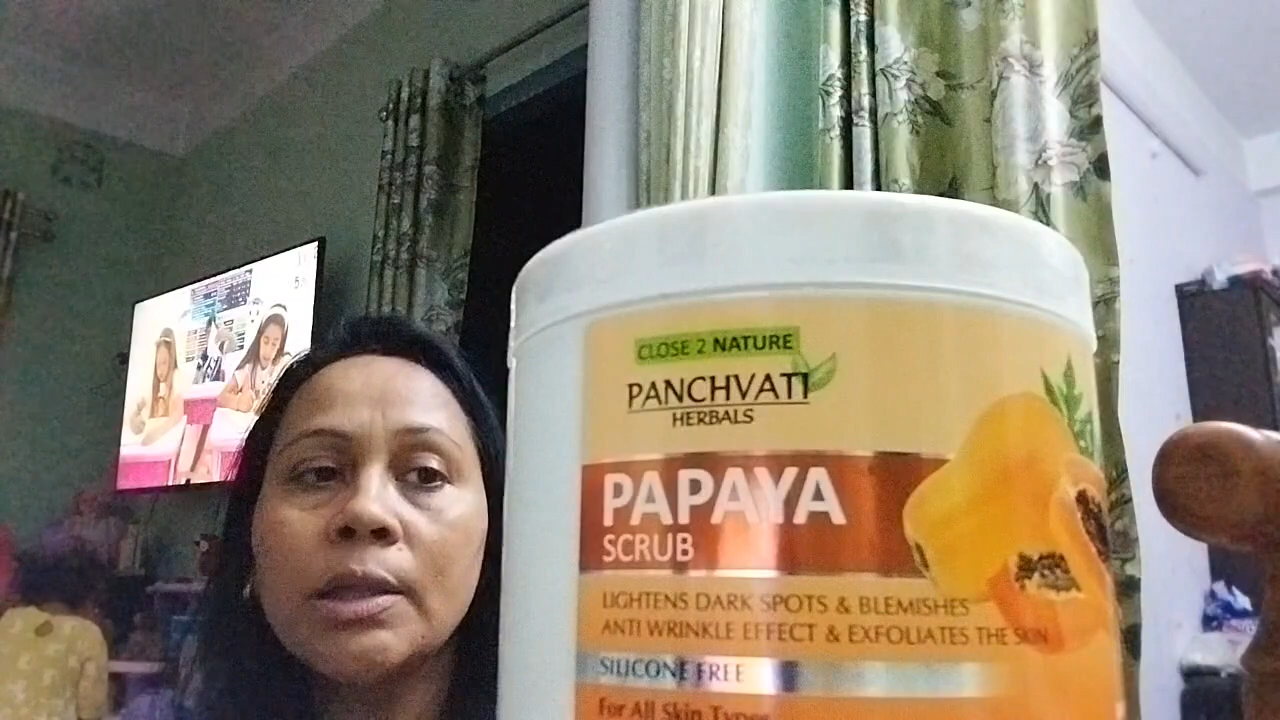 CLOSE 2 NATURE
PANCHVATI
HERBALS
PAPAYA
SCRUB
LIGHTENS DARK SPOTS & BLEMISHES
ANTI WRINKLE EFFECT & EXFOLIATES THE SKIN
SILICONE FREE
For All Skin Types